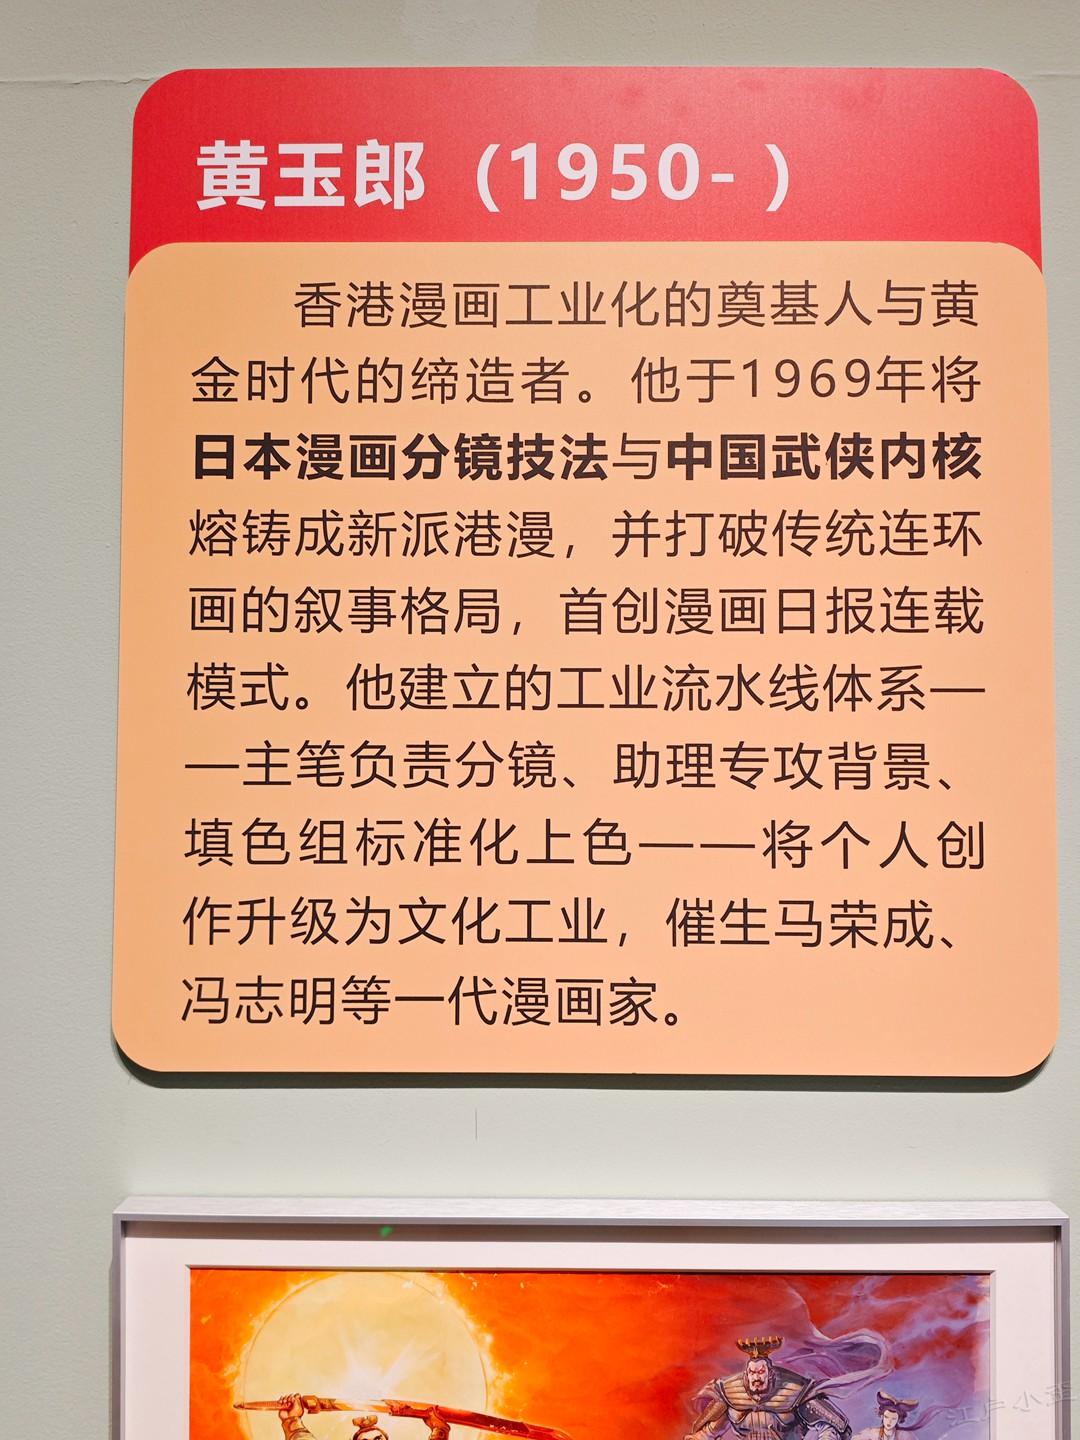 黄玉郎（1950- ）
香港漫画工业化的奠基人与黄
金时代的缔造者。他于1969年将
日本漫画分镜技法与中国武侠内核
熔铸成新派港漫，并打破传统连环
画的叙事格局，首创漫画日报连载
模式。他建立的工业流水线体系—
—主笔负责分镜、助理专攻背景、
填色组标准化上色——将个人创
作升级为文化工业，催生马荣成、
冯志明等一代漫画家。
江户小